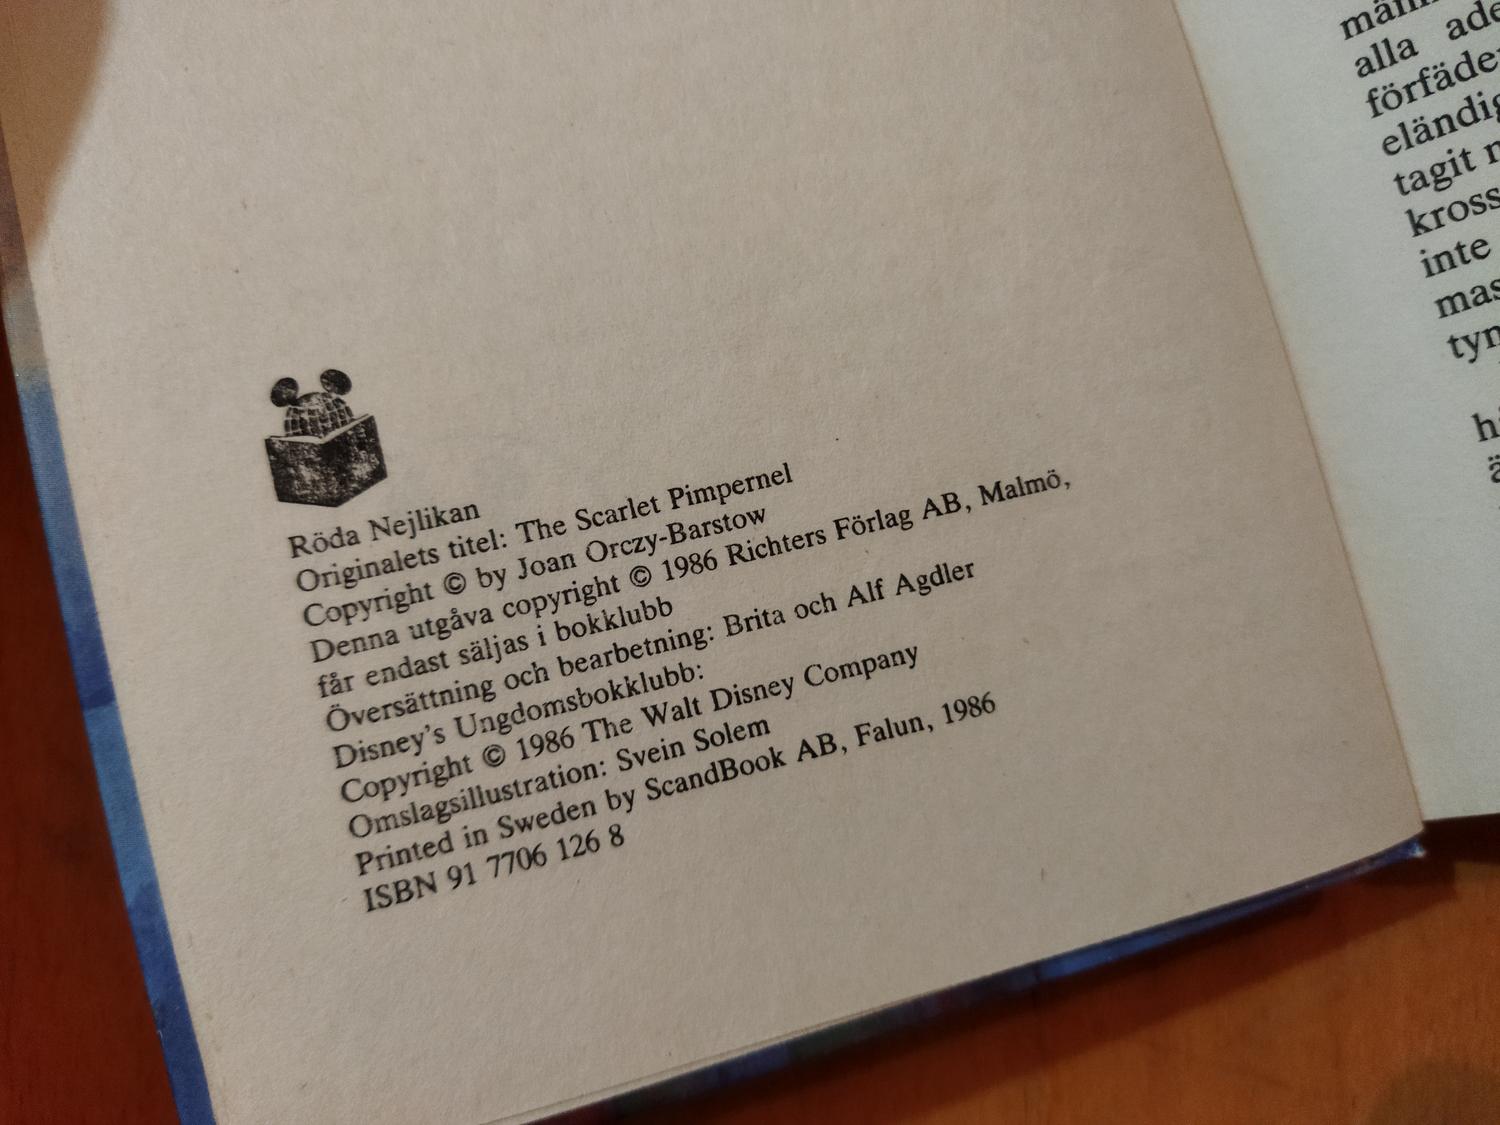 Röda Nejlikan
Originalets titel: The Scarlet Pimpernel
Copyright © by Joan Orczy-Barstow
Denna utgåva copyright © 1986 Richters Förlag AB, Malmö,
får endast säljas i bokklubb
Översättning och bearbetning: Brita och Alf Agdler
Disney's Ungdomsbokklubb:
Copyright © 1986 The Walt Disney Company
Omslagsillustration: Svein Solem
Printed in Sweden by ScandBook AB, Falun, 1986
ISBN 91 7706 126 8
alla
tagit
inte